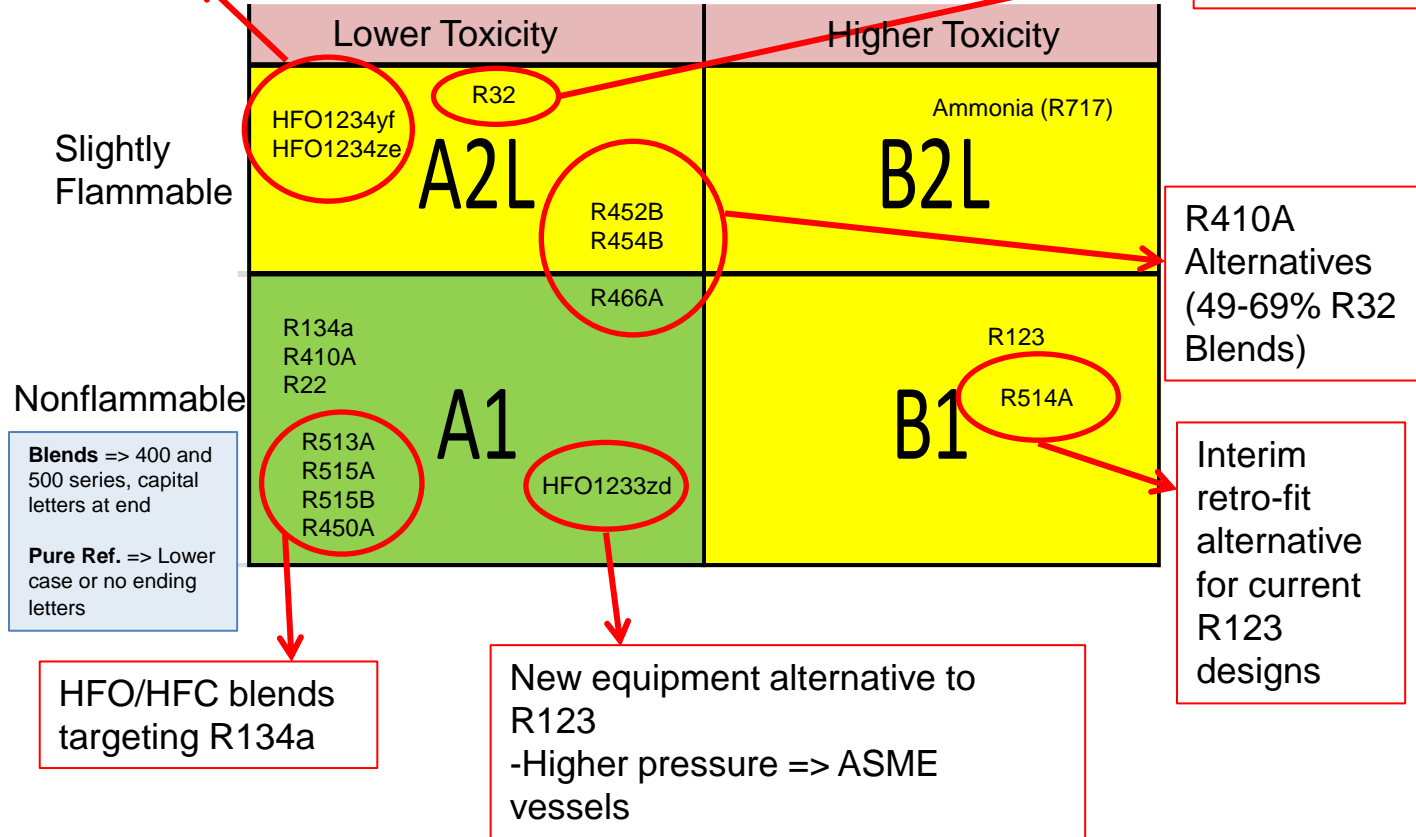 Lower Toxicity
Higher Toxicity
Slightly
Flammable
HFO1234yf
HFO1234ze
R32
A2L
R452B
R454B
Ammonia (R717)
B2L
R410A
Alternatives
(49-69% R32
Blends)
Nonflammable
R466A
R134a
R410A
R22
A1
R513A
R515A
R515B
R450A
HFO1233zd
R123
R514A
B1
Interim
retro-fit
alternative
for current
R123
designs
Blends => 400 and
500 series, capital
letters at end
Pure Ref. => Lower
case or no ending
letters
HFO/HFC blends
targeting R134a
New equipment alternative to
R123
-Higher pressure => ASME
vessels